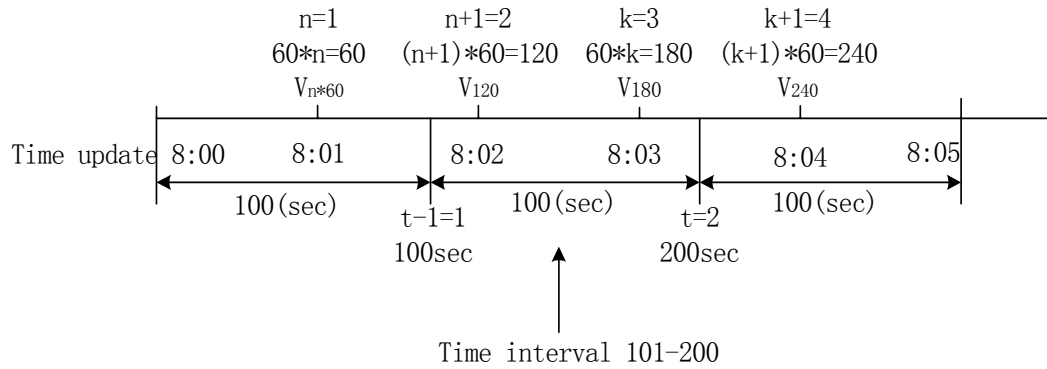 n=1 n+1=2 k=3 k+1=4
60*n=60 (n+1)*60=120 60*k=180 (k+1)*60=240
Vn*60 V120 V180 V240
Time update 8:00 8:01 8:02 8:03 8:04 8:05
100(sec) 100(sec) 100(sec)
t-1=1 t=2
100sec 200sec
Time interval 101-200